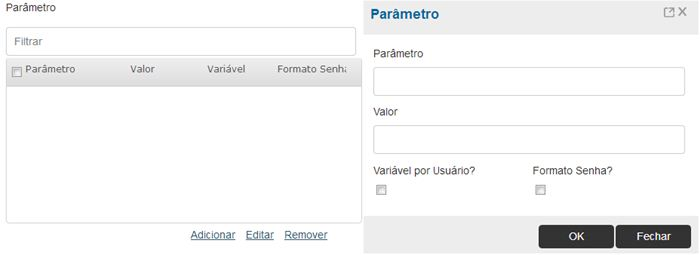 Parâmetro
Filtrar
Parâmetro Valor Variável Formato Senha
Adicionar Editar Remover
Parâmetro
Parâmetro
Valor
Variável por Usuário? Formato Senha?
OK Fechar